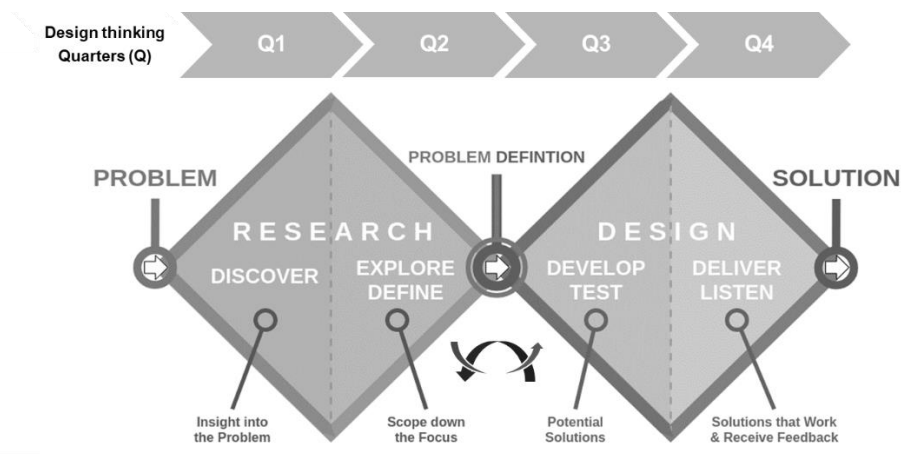 Design thinking
Quarters (Q)
Q1
Q2
Q3
Q4
PROBLEM
PROBLEM DEFINTION
SOLUTION
RESEARCH
DESIGN
DISCOVER
EXPLORE
DEFINE
DEVELOP
TEST
DELIVER
LISTEN
Insight into
the Problem
Scope down
the Focus
Potential
Solutions
Solutions that Work
& Receive Feedback